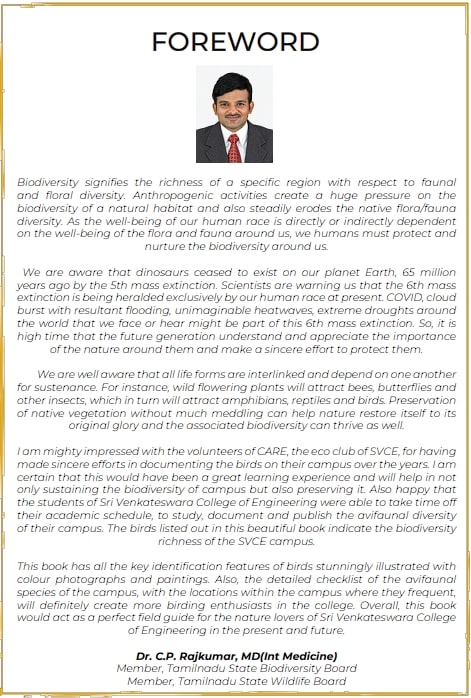 FOREWORD
Biodiversity signifies the richness of a specific region with respect to faunal
and floral diversity. Anthropogenic activities create a huge pressure on the
biodiversity of a natural habitat and also steadily erodes the native flora/fauna
diversity. As the well-being of our human race is directly or indirectly dependent
on the well-being of the flora and fauna around us, we humans must protect and
nurture the biodiversity around us.
We are aware that dinosaurs ceased to exist on our planet Earth, 65 million
years ago by the 5th mass extinction. Scientists are warning us that the 6th mass
extinction is being heralded exclusively by our human race at present. COVID, cloud
burst with resultant flooding, unimaginable heatwaves, extreme droughts around
the world that we face or hear might be part of this 6th mass extinction. So, it is
high time that the future generation understand and appreciate the importance
of the nature around them and make a sincere effort to protect them.
We are well aware that all life forms are interlinked and depend on one another
for sustenance. For instance, wild flowering plants will attract bees, butterflies and
other insects, which in turn will attract amphibians, reptiles and birds. Preservation
of native vegetation without much meddling can help nature restore itself to its
original glory and the associated biodiversity can thrive as well.
I am mighty impressed with the volunteers of CARE, the eco club of SVCE, for having
made sincere efforts in documenting the birds on their campus over the years. I am
certain that this would have been a great learning experience and will help in not
only sustaining the biodiversity of campus but also preserving it. Also happy that
the students of Sri Venkateswara College of Engineering were able to take time off
their academic schedule, to study, document and publish the avifaunal diversity
of their campus. The birds listed out in this beautiful book indicate the biodiversity
richness of the SVCE campus.
This book has all the key identification features of birds stunningly illustrated with
colour photographs and paintings. Also, the detailed checklist of the avifaunal
species of the campus, with the locations within the campus where they frequent,
will definitely create more birding enthusiasts in the college. Overall, this book
would act as a perfect field guide for the nature lovers of Sri Venkateswara College
of Engineering in the present and future.
Dr. C.P. Rajkumar, MD(Int Medicine)
Member, Tamilnadu State Biodiversity Board
Member, Tamilnadu State Wildlife Board